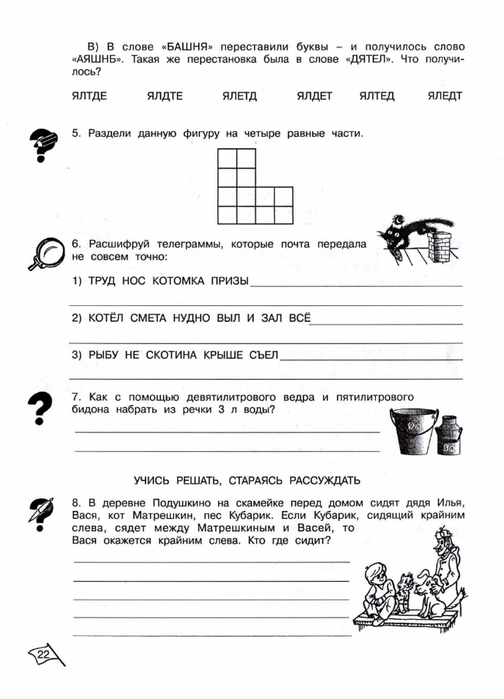 В) В слове «БАШНЯ» переставили буквы – и получилось слово
«АЯШНБ». Такая же перестановка была в слове «ДЯТЕЛ». Что получи-
лось?
ЯЛТДЕ ЯЛДТЕ ЯЛЕТД ЯЛДЕТ ЯЛТЕД ЯЛЕДТ
5. Раздели данную фигуру на четыре равные части.
6. Расшифруй телеграммы, которые почта передала
не совсем точно:
1) ТРУД НОС КОТОМКА ПРИЗЫ
2) КОТЁЛ СМЕТА НУДНО ВЫЛ И ЗАЛ ВСЁ
3) РЫБУ НЕ СКОТИНА КРЫШЕ СЪЕЛ
7. Как с помощью девятилитрового ведра и пятилитрового
бидона набрать из речки 3 л воды?
УЧИСЬ РЕШАТЬ, СТАРАЯСЬ РАССУЖДАТЬ
8. В деревне Подушкино на скамейке перед домом сидят дядя Илья,
Вася, кот Матрешкин, пес Кубарик. Если Кубарик, сидящий крайним
слева, сядет между Матрешкиным и Васей, то
Вася окажется крайним слева. Кто где сидит?
22